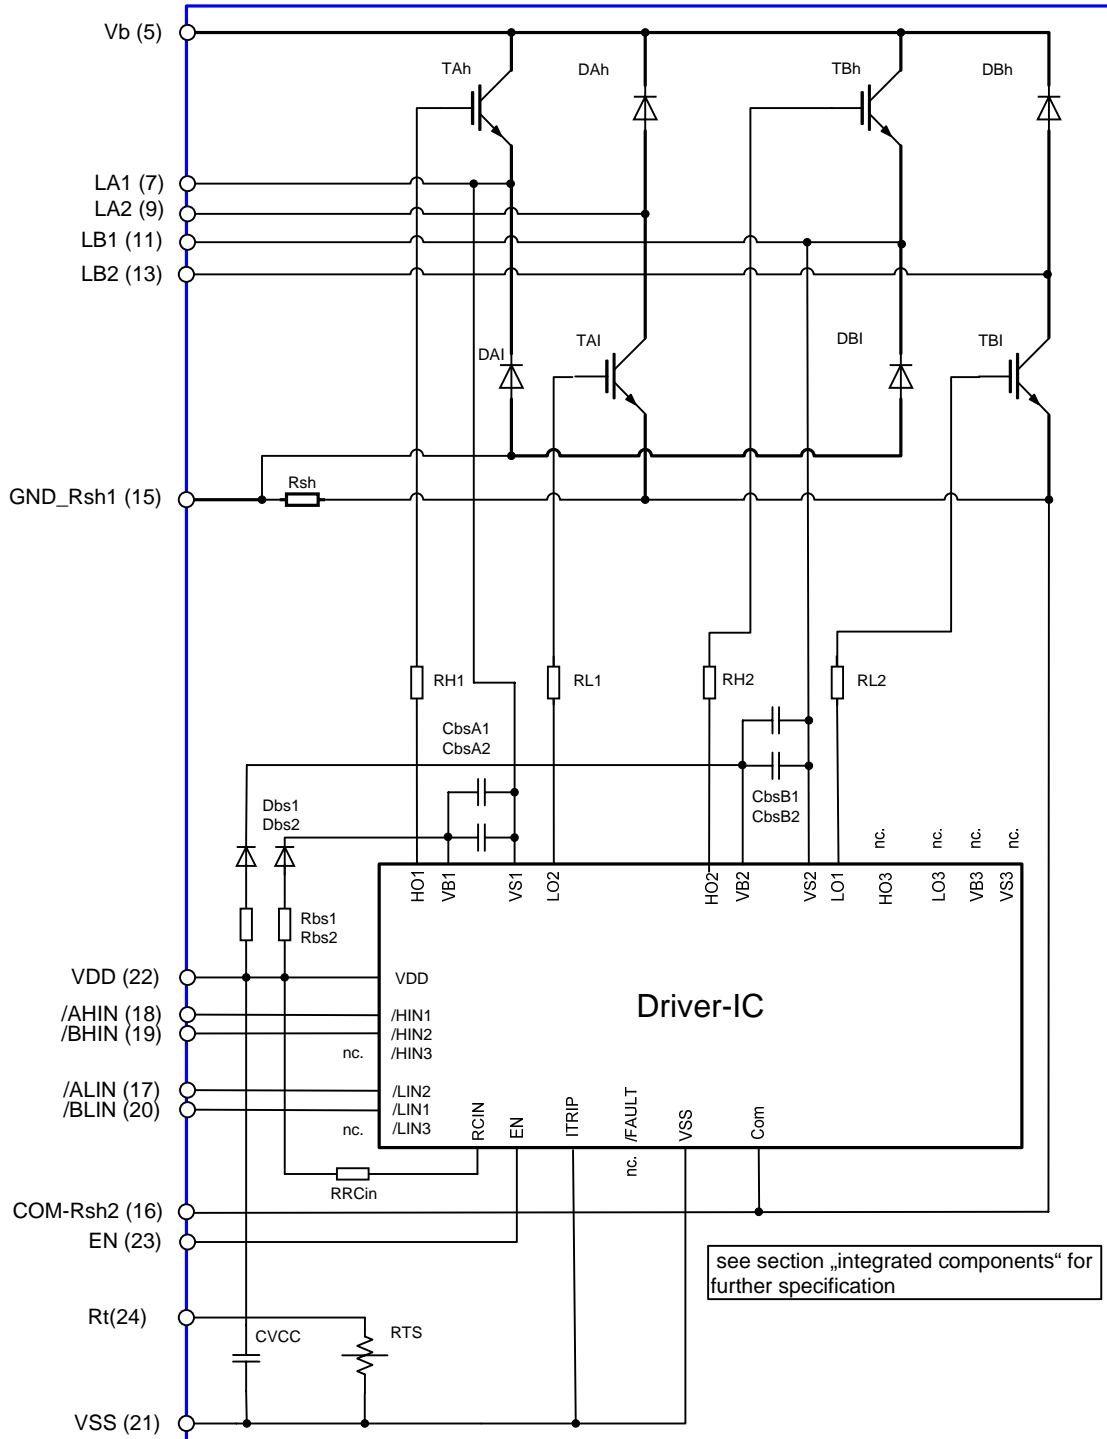 Vb (5)
TAh
DAh
TBh
DBh
LA1 (7)
LA2 (9)
LB1 (11)
LB2 (13)
DAl
TAl
DBl
TBl
GND_Rsh1 (15)
Rsh
RH1
RL1
RH2
RL2
CbsA1
CbsA2
CbsB1
CbsB2
Dbs1
Dbs2
nc.
nc.
nc.
nc.
HO1
VB1
VS1
LO2
HO2
VB2
VS2
LO1
HO3
LO3
VB3
VS3
Rbs1
Rbs2
VDD (22)
VDD
Driver-IC
/AHIN (18)
/HIN1
/BHIN (19)
/HIN2
nc.
/HIN3
/ALIN (17)
/LIN2
/BLIN (20)
/LIN1
nc.
/LIN3
RCIN
EN
ITRIP
/FAULT
nc.
VSS
Com
RRCin
COM-Rsh2 (16)
EN (23)
see section „integrated components“ for
further specification
Rt(24)
CVCC
RTS
VSS (21)